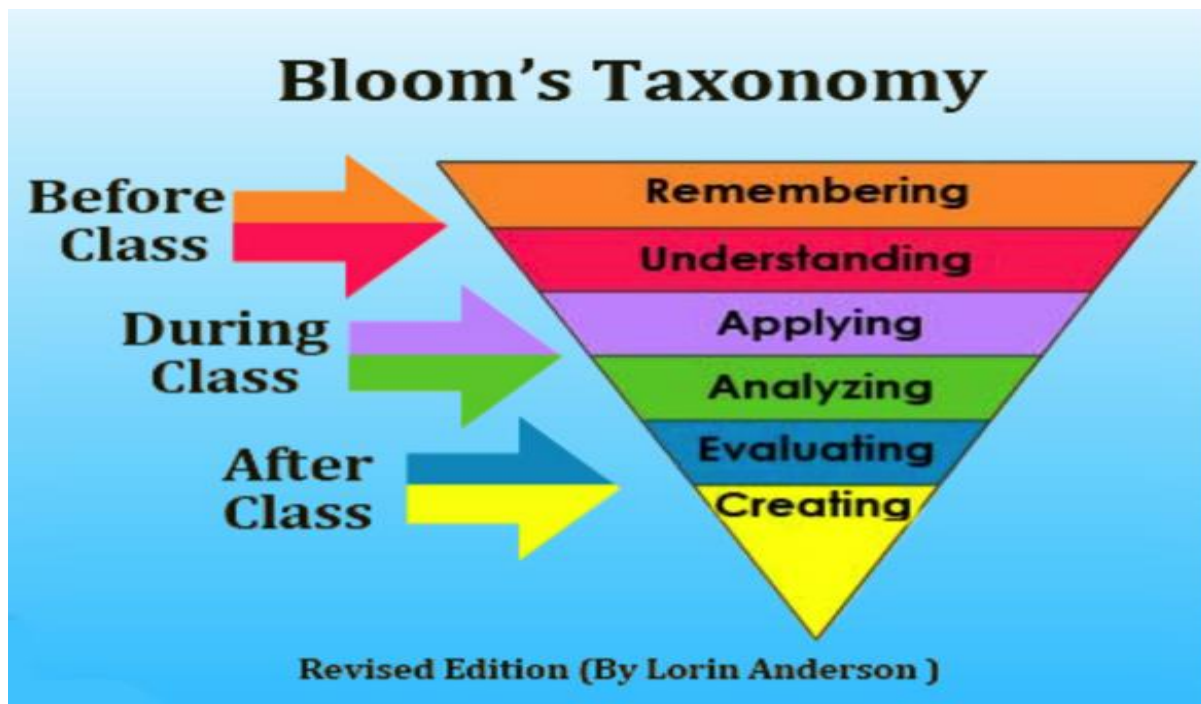 Bloom's Taxonomy
Before
Class
During
Class
After
Class
Remembering
Understanding
Applying
Analyzing
Evaluating
Creating
Revised Edition (By Lorin Anderson )